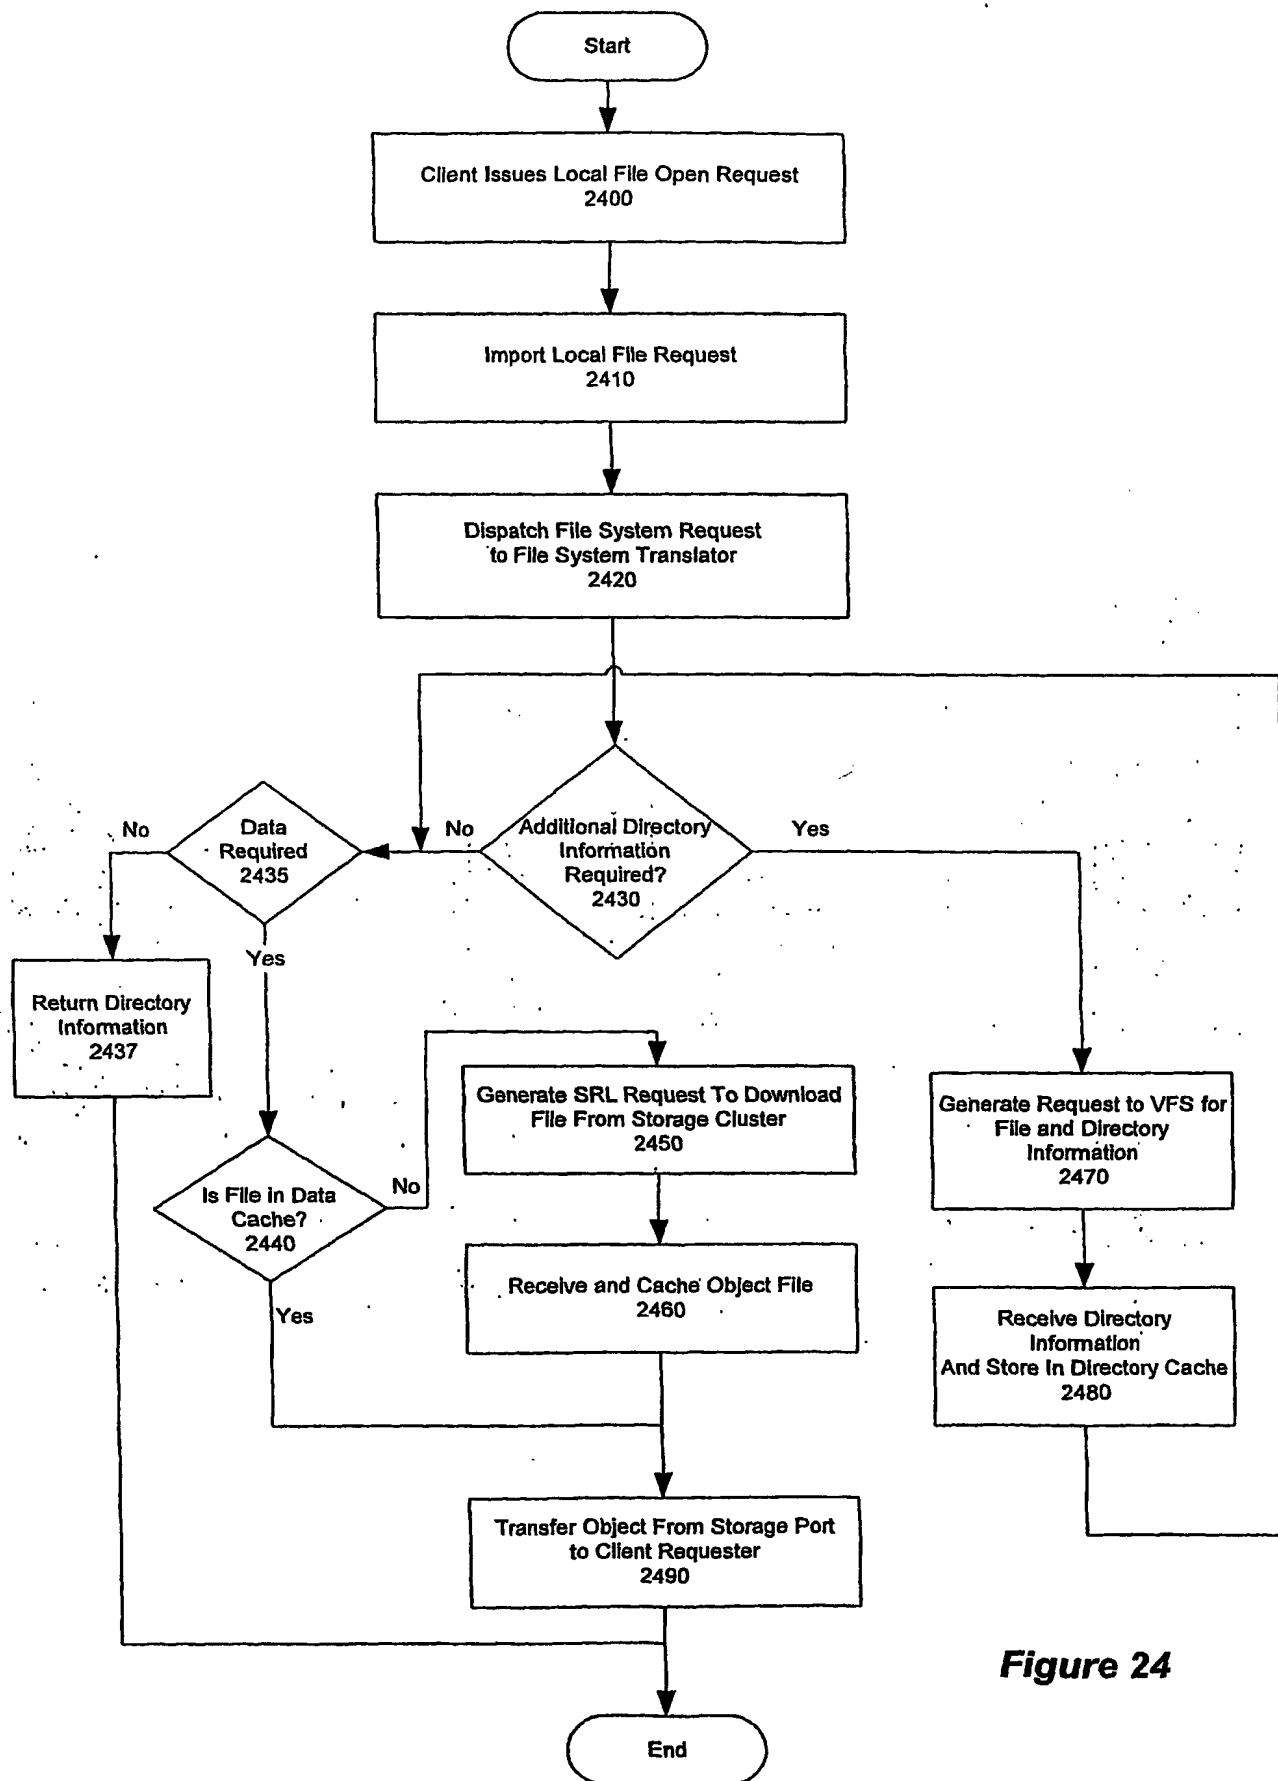 Start
Client Issues Local File Open Request
2400
Import Local File Request
2410
Dispatch File System Request
to File System Translator
2420
No
Data
Required
2435
No
Additional Directory
Information
Required?
2430
Yes
Yes
Return Directory
Information
2437
Generate SRL Request To Download
File From Storage Cluster
2450
Generate Request to VFS for
File and Directory
Information
2470
Is File in Data
Cache?
2440
No
Yes
Receive and Cache Object File
2460
Receive Directory
Information
And Store In Directory Cache
2480
Transfer Object From Storage Port
to Client Requester
2490
Figure 24
End